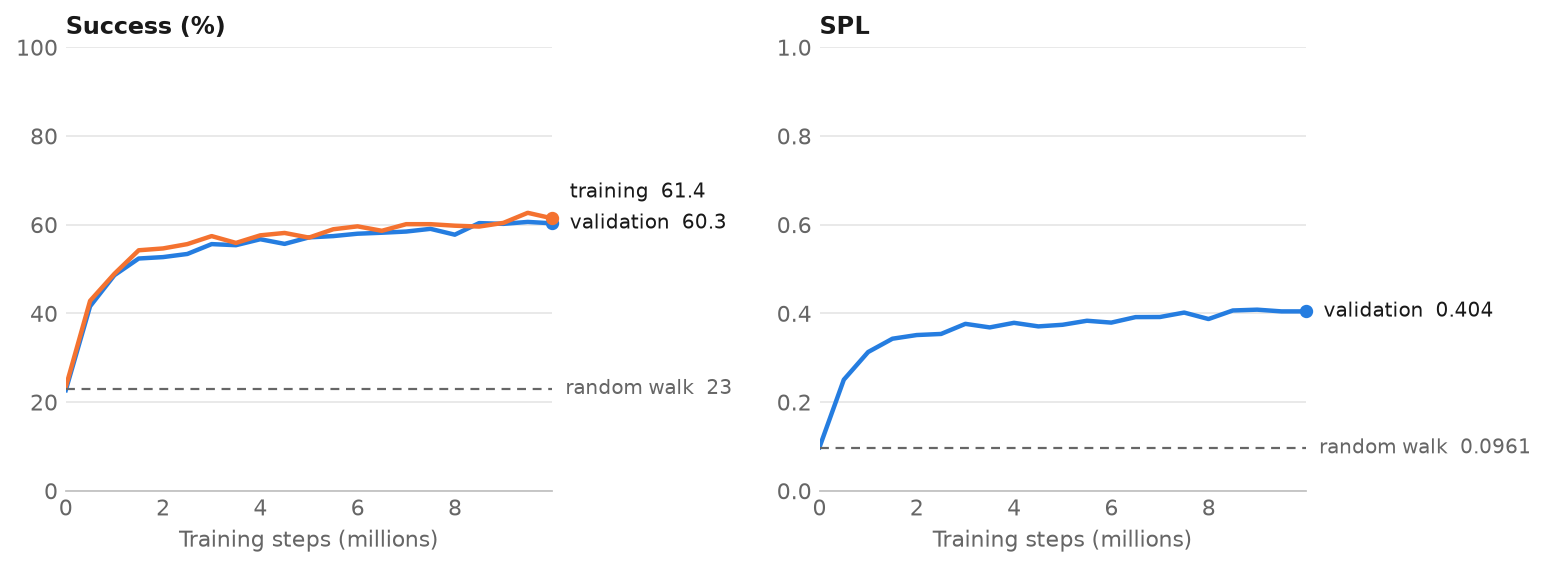 Success (%)
100
80
60
40
20
0
0 2 4 6 8
Training steps (millions)
training 61.4
validation 60.3
random walk 23
SPL
1.0
0.8
0.6
0.4
0.2
0.0
0 2 4 6 8
Training steps (millions)
validation 0.404
random walk 0.0961